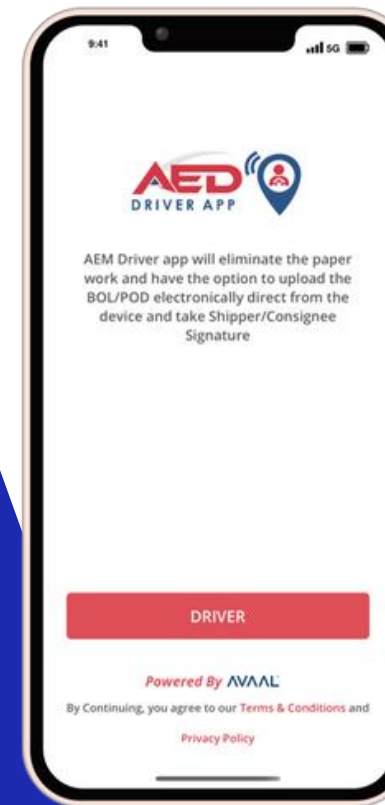 9:41
5G
AED
DRIVER APP
AEM Driver app will eliminate the paper
work and have the option to upload the
BOL/POD electronically direct from the
device and take Shipper/Consignee
Signature
DRIVER
Powered By AVAAL
By Continuing, you agree to our Terms & Conditions and
Privacy Policy